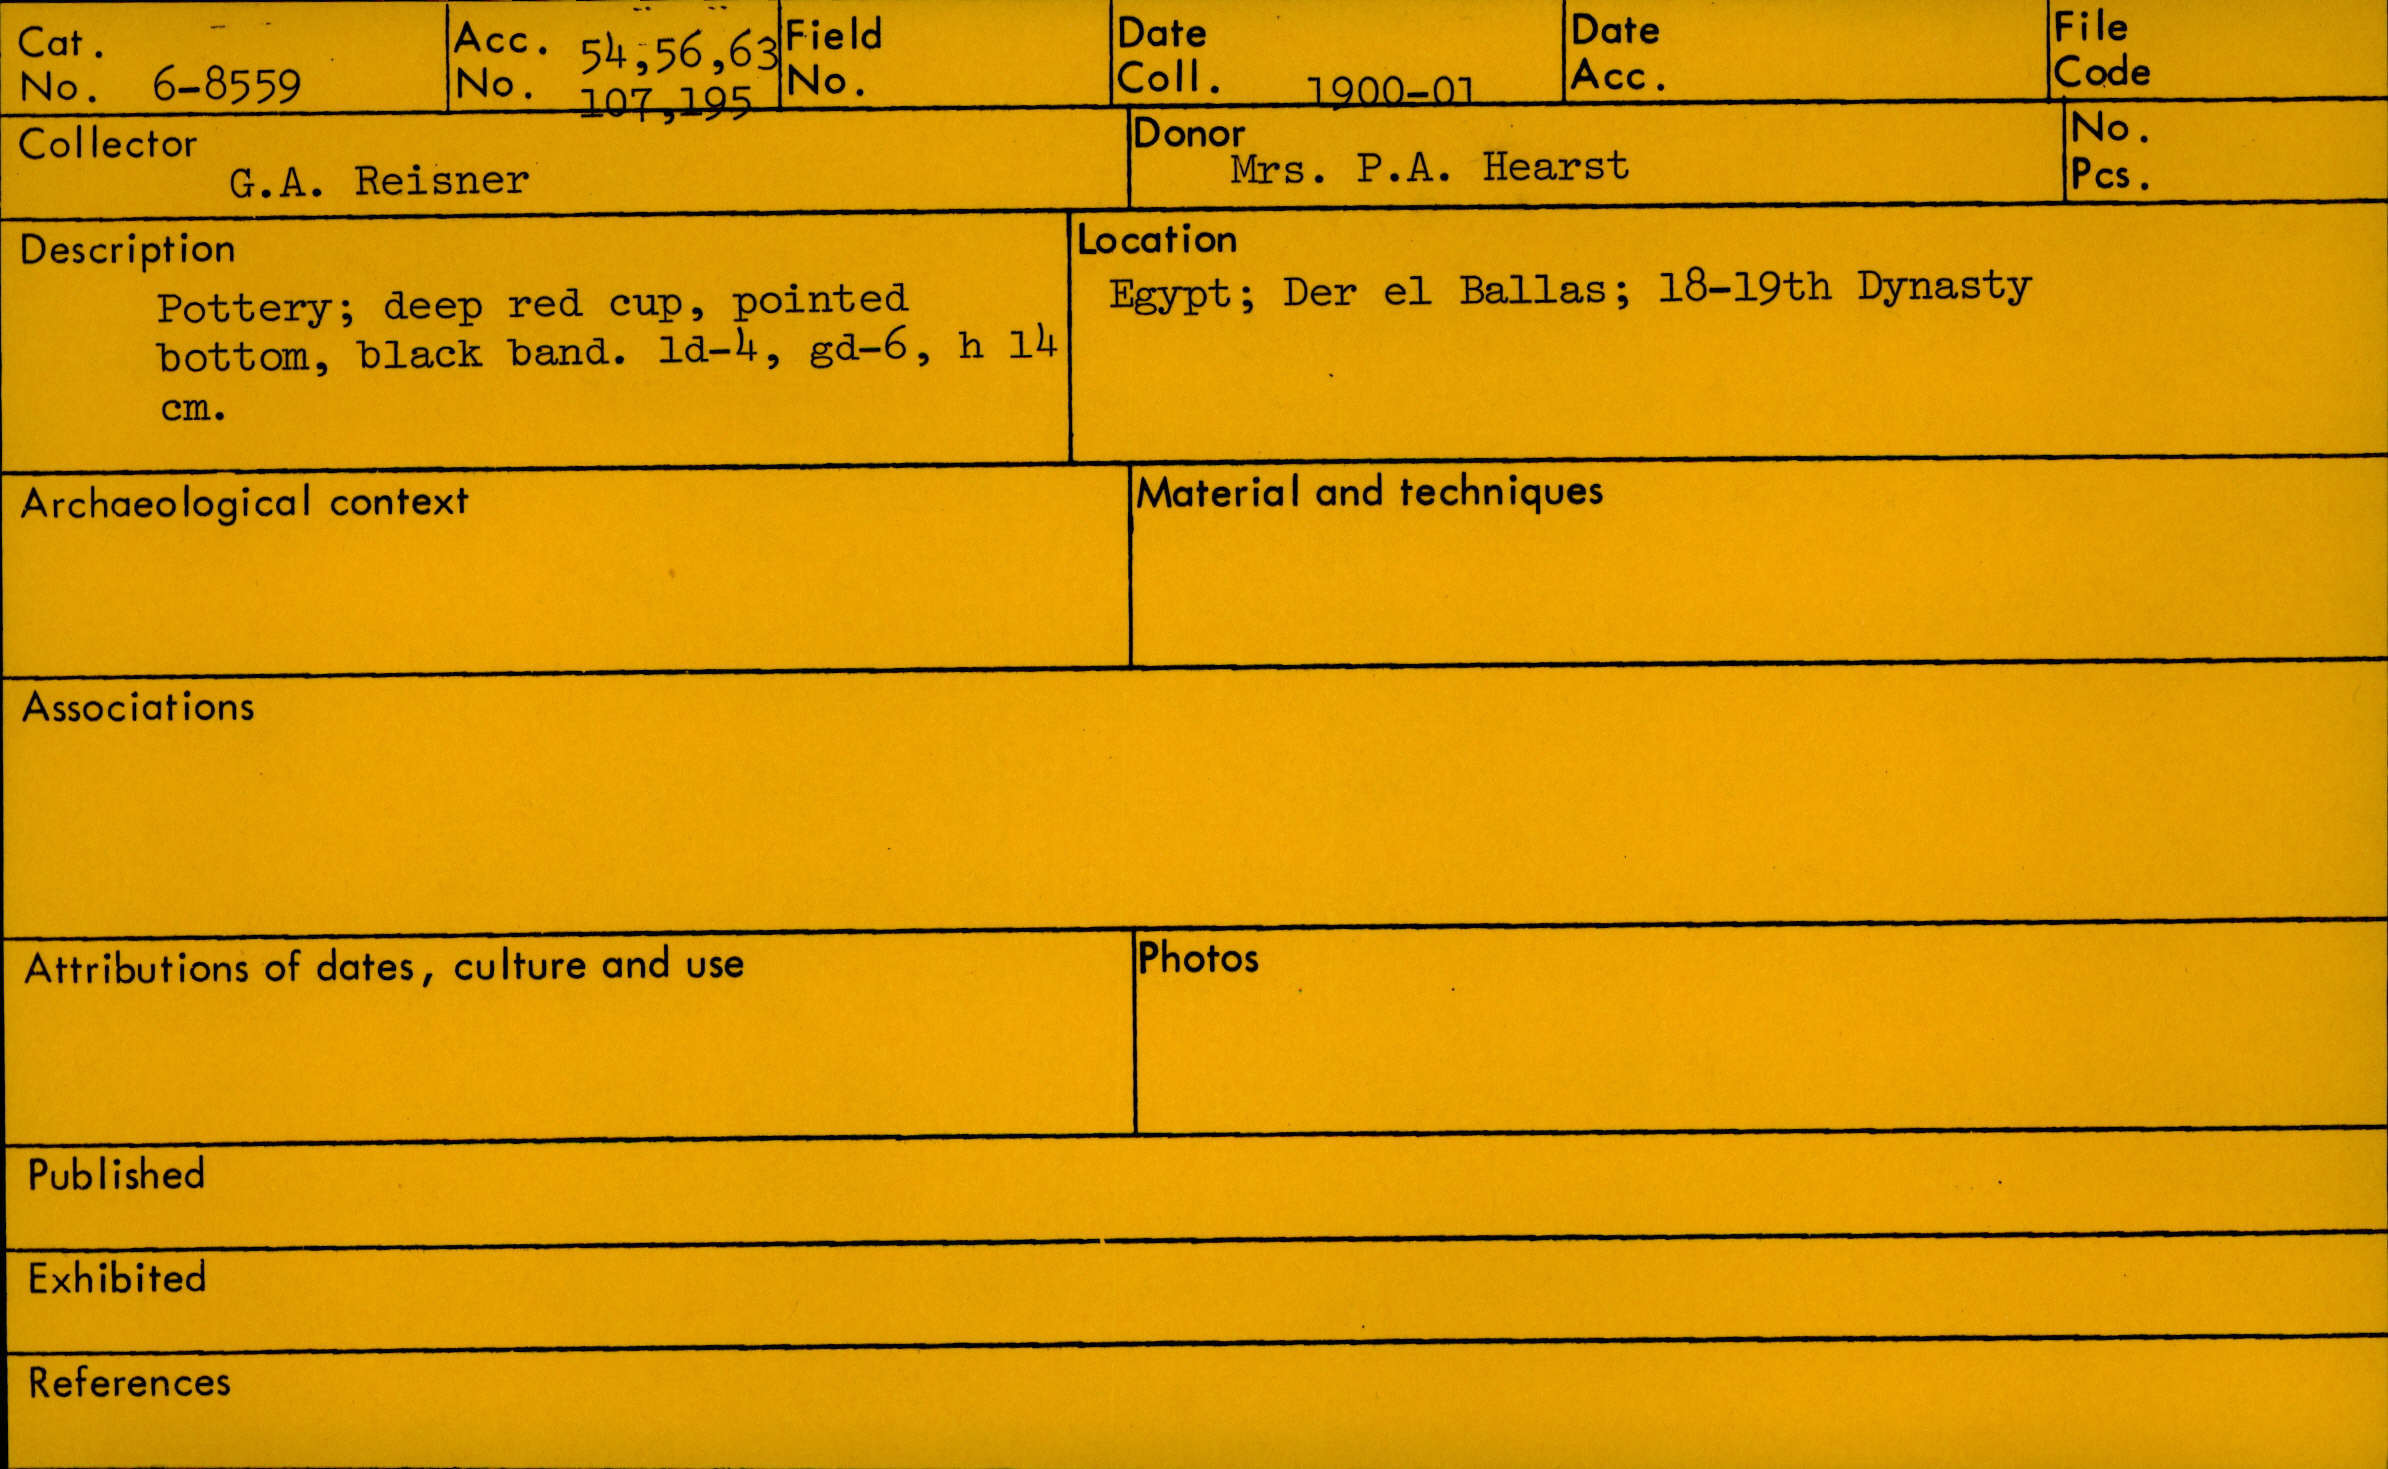 Cat. No. 6-8559
Acc. No. 54,56,63
107,195
Field No.
Date Coll. 1900-01
Date Acc.
File Code
Collector
G.A. Reisner
Donor
Mrs. P.A. Hearst
No. Pcs.
Description
Pottery; deep red cup, pointed
bottom, black band. ld-4, gd-6, h 14
cm.
Location
Egypt; Der el Ballas; 18-19th Dynasty
Archaeological context
Material and techniques
Associations
Attributions of dates, culture and use
Photos
Published
Exhibited
References